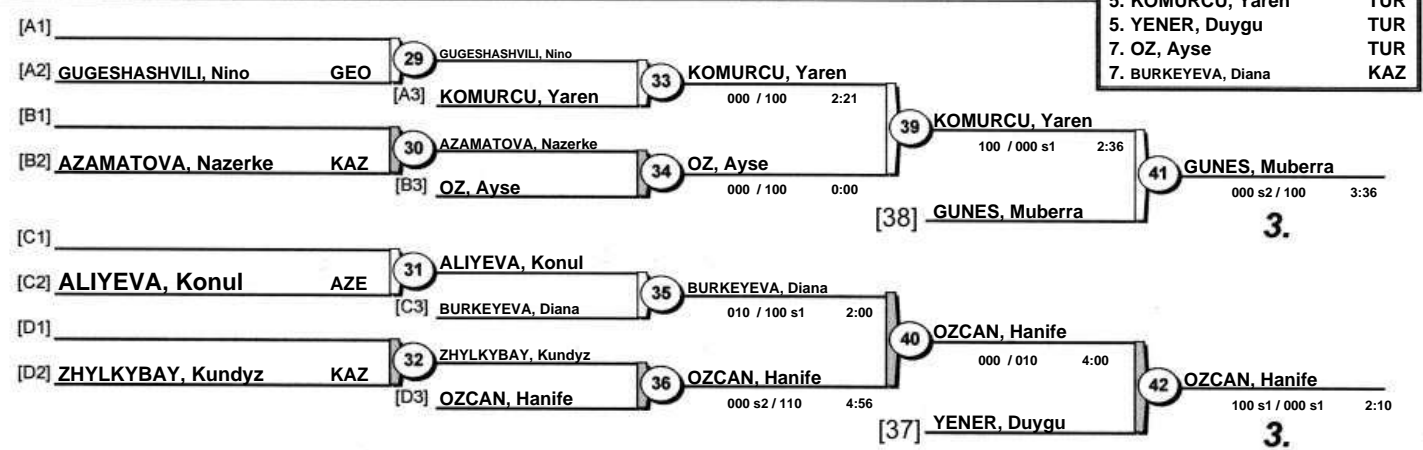 5. KOMURCU, Yaren TUR
5. YENER, Duygu TUR
7. OZ, Ayse TUR
7. BURKEYEVA, Diana KAZ
[A1]
[A2] GUGESHASHVILI, Nino GEO
29
GUGESHASHVILI, Nino
[A3] KOMURCU, Yaren
33
KOMURCU, Yaren
000 / 100 2:21
[B1]
[B2] AZAMATOVA, Nazerke KAZ
30
AZAMATOVA, Nazerke
[B3] OZ, Ayse
34
OZ, Ayse
000 / 100 0:00
39
KOMURCU, Yaren
100 / 000 s1 2:36
[38] GUNES, Muberra
41
GUNES, Muberra
000 s2 / 100 3:36
3.
[C1]
[C2] ALIYEVA, Konul AZE
31
ALIYEVA, Konul
[C3] BURKEYEVA, Diana
35
BURKEYEVA, Diana
010 / 100 s1 2:00
[D1]
[D2] ZHYLKYBAY, Kundyz KAZ
32
ZHYLKYBAY, Kundyz
[D3] OZCAN, Hanife
36
OZCAN, Hanife
000 s2 / 110 4:56
40
OZCAN, Hanife
000 / 010 4:00
[37] YENER, Duygu
42
OZCAN, Hanife
100 s1 / 000 s1 2:10
3.